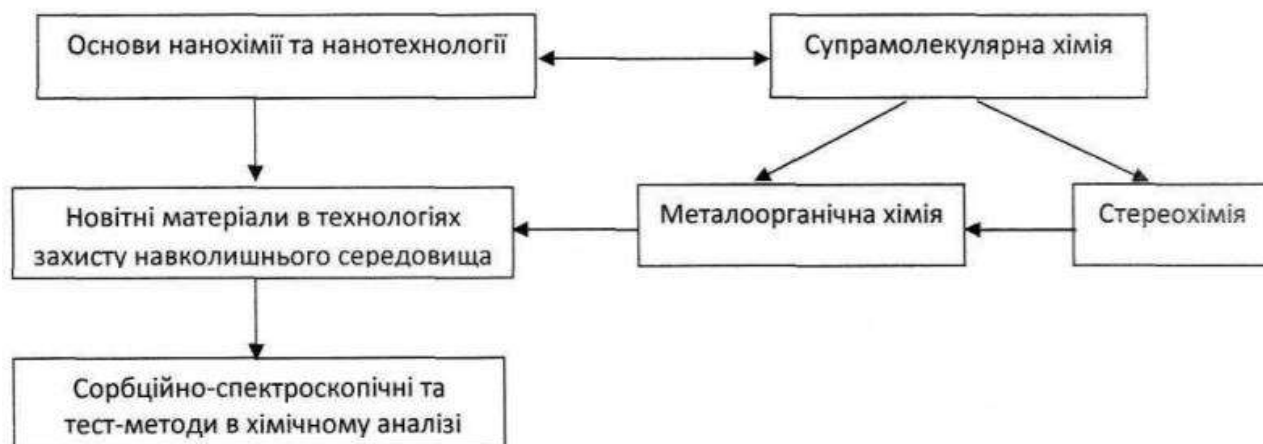 Основи нанохімії та нанотехнології
Супрамолекулярна хімія
Новітні матеріали в технологіях
захисту навколишнього середовища
Металоорганічна хімія
Стереохімія
Сорбційно-спектроскопічні та
тест-методи в хімічному аналізі